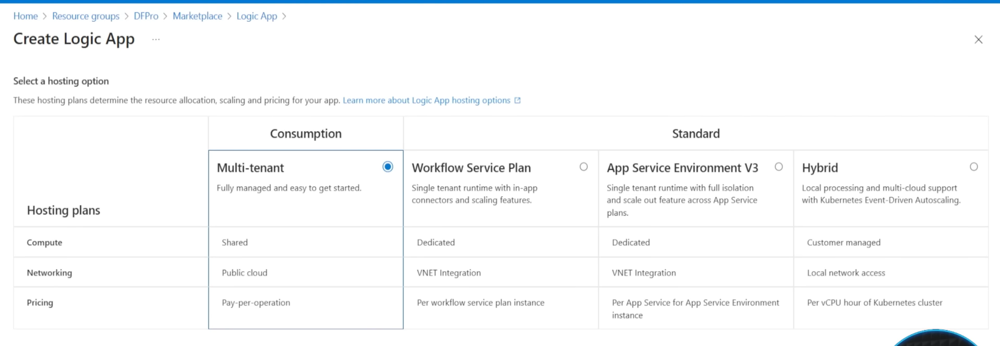 Home > Resource groups > DFPro > Marketplace > Logic App >
Create Logic App ...
Select a hosting option
These hosting plans determine the resource allocation, scaling and pricing for your app. Learn more about Logic App hosting options
Consumption
Standard
Hosting plans
Multi-tenant
Fully managed and easy to get started.
Workflow Service Plan
Single tenant runtime with in-app
connectors and scaling features.
App Service Environment V3
Single tenant runtime with full isolation
and scale out feature across App Service
plans.
Hybrid
Local processing and multi-cloud support
with Kubernetes Event-Driven Autoscaling.
Compute
Shared
Dedicated
Dedicated
Customer managed
Networking
Public cloud
VNET Integration
VNET Integration
Local network access
Pricing
Pay-per-operation
Per workflow service plan instance
Per App Service for App Service Environment
instance
Per vCPU hour of Kubernetes cluster